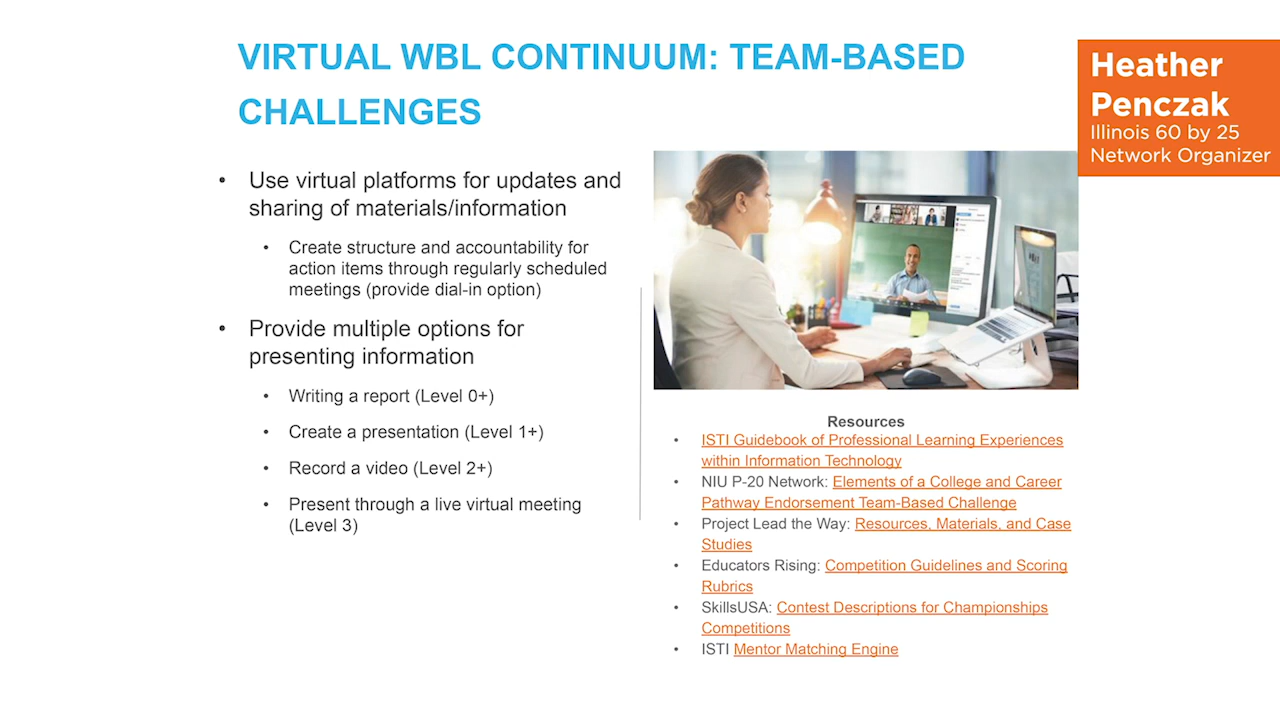 VIRTUAL WBL CONTINUUM: TEAM-BASED
CHALLENGES
Heather
Penczak
Illinois 60 by 25
Network Organizer
• Use virtual platforms for updates and
sharing of materials/information
• Create structure and accountability for
action items through regularly scheduled
meetings (provide dial-in option)
• Provide multiple options for
presenting information
• Writing a report (Level 0+)
• Create a presentation (Level 1+)
• Record a video (Level 2+)
• Present through a live virtual meeting
(Level 3)
Resources
• ISTI Guidebook of Professional Learning Experiences
within Information Technology
• NIU P-20 Network: Elements of a College and Career
Pathway Endorsement Team-Based Challenge
• Project Lead the Way: Resources, Materials, and Case
Studies
• Educators Rising: Competition Guidelines and Scoring
Rubrics
• SkillsUSA: Contest Descriptions for Championships
Competitions
• ISTI Mentor Matching Engine